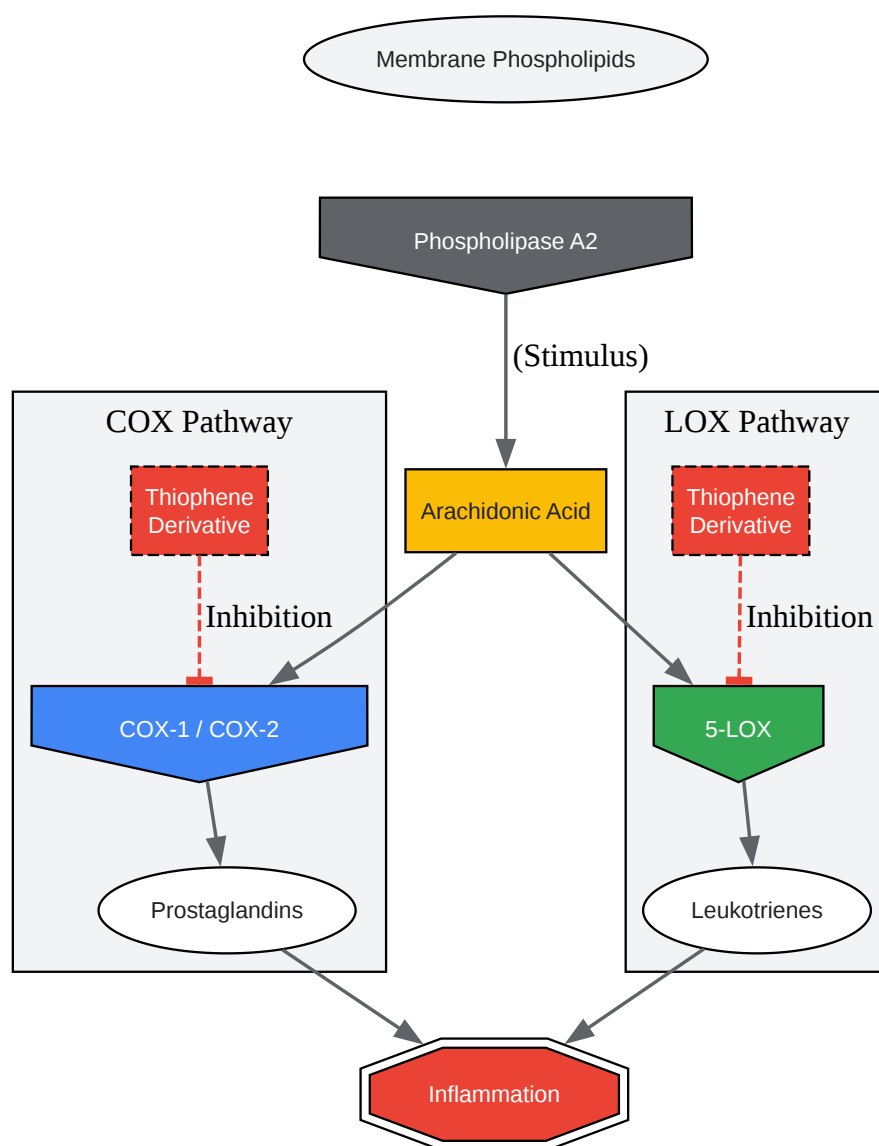 Membrane Phospholipids
Phospholipase A2
(Stimulus)
COX Pathway
LOX Pathway
Thiophene
Derivative
Arachidonic Acid
Thiophene
Derivative
Inhibition
Inhibition
COX-1 / COX-2
5-LOX
Prostaglandins
Leukotrienes
Inflammation